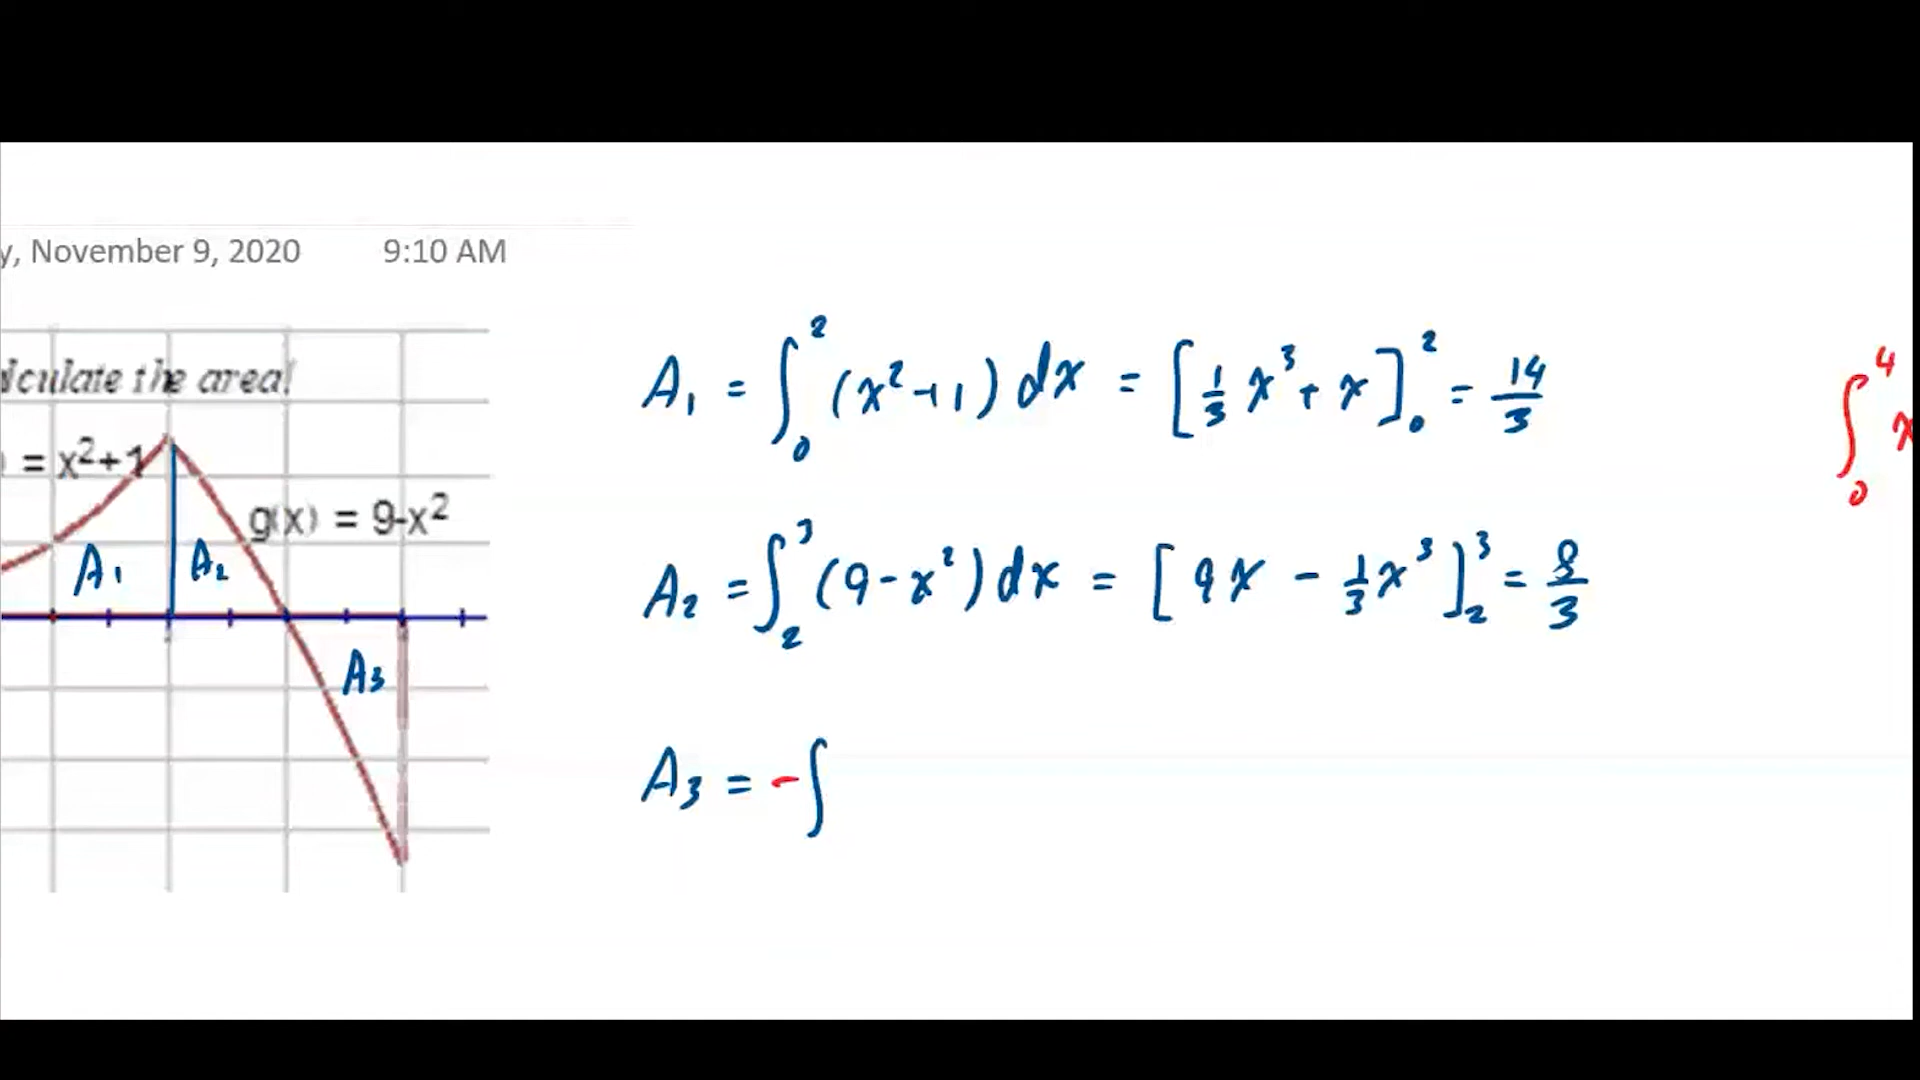 y, November 9, 2020 9:10 AM
lculate the area!
) = x²+1
g(x) = 9-x²
A₁ A₂
A₃
A₁ = ∫₀² (x²+1) dx = [⅓ x³ + x]₀² = 14/3
A₂ = ∫₂³ (9-x²) dx = [9x - ⅓x³]₂³ = 8/3
A₃ = -∫
∫₀⁴ x